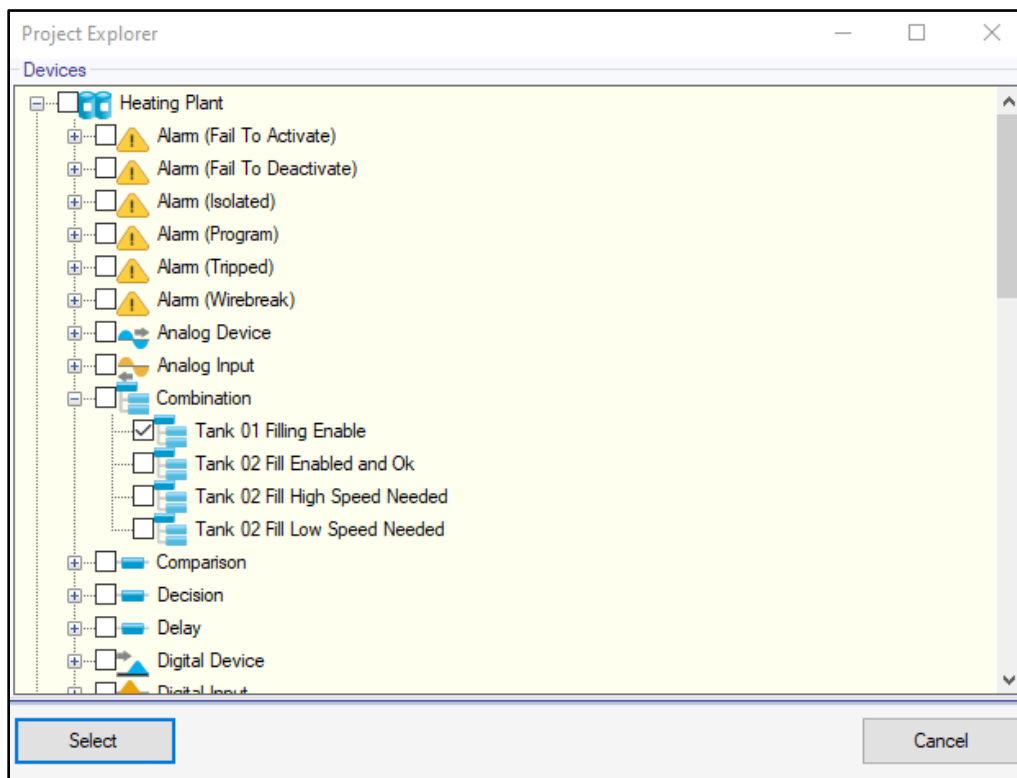 Project Explorer
Devices
Heating Plant
Alarm (Fail To Activate)
Alarm (Fail To Deactivate)
Alarm (Isolated)
Alarm (Program)
Alarm (Tripped)
Alarm (Wirebreak)
Analog Device
Analog Input
Combination
Tank 01 Filling Enable
Tank 02 Fill Enabled and Ok
Tank 02 Fill High Speed Needed
Tank 02 Fill Low Speed Needed
Comparison
Decision
Delay
Digital Device
Digital Input
Select
Cancel